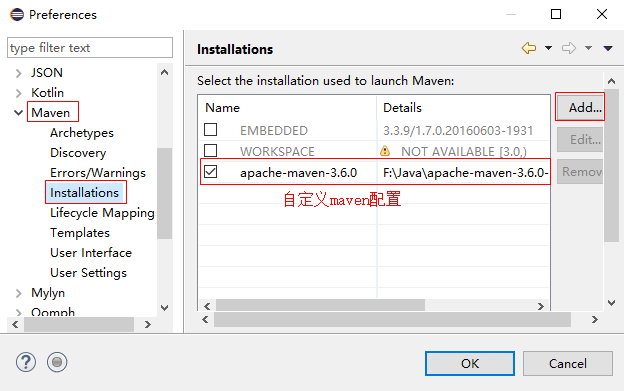 Preferences
type filter text
JSON
Kotlin
Maven
Archetypes
Discovery
Errors/Warnings
Installations
Lifecycle Mapping
Templates
User Interface
User Settings
Mylyn
Oomph
Installations
Select the installation used to launch Maven:
Name Details
EMBEDDED 3.3.9/1.7.0.20160603-1931
WORKSPACE NOT AVAILABLE [3.0,)
apache-maven-3.6.0 F:\Java\apache-maven-3.6.0-
自定义maven配置
Add...
Edit...
Remov
OK
Cancel